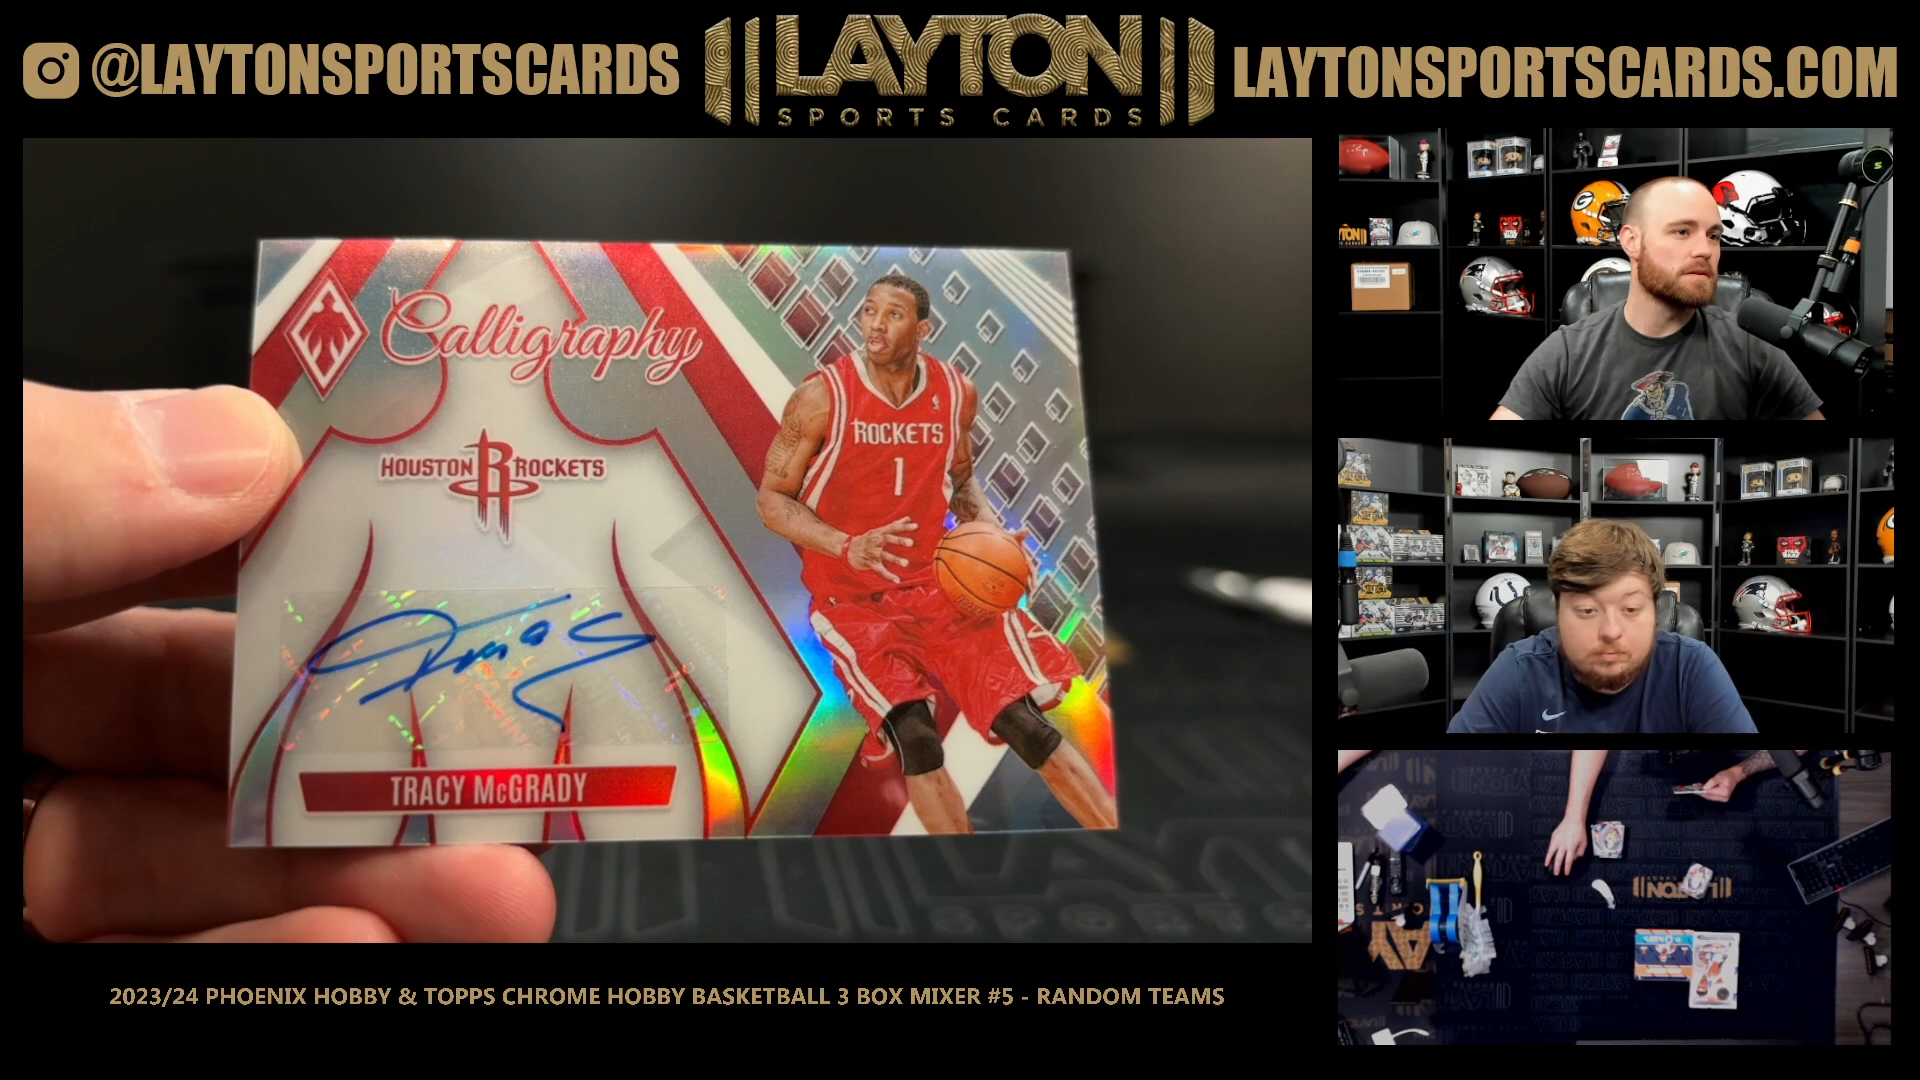 @LAYTONSPORTSCARDS
LAYTON
SPORTS CARDS
LAYTONSPORTSCARDS.COM
Calligraphy
HOUSTON R ROCKETS
ROCKETS
1
TRACY McGRADY
2023/24 PHOENIX HOBBY & TOPPS CHROME HOBBY BASKETBALL 3 BOX MIXER #5 - RANDOM TEAMS